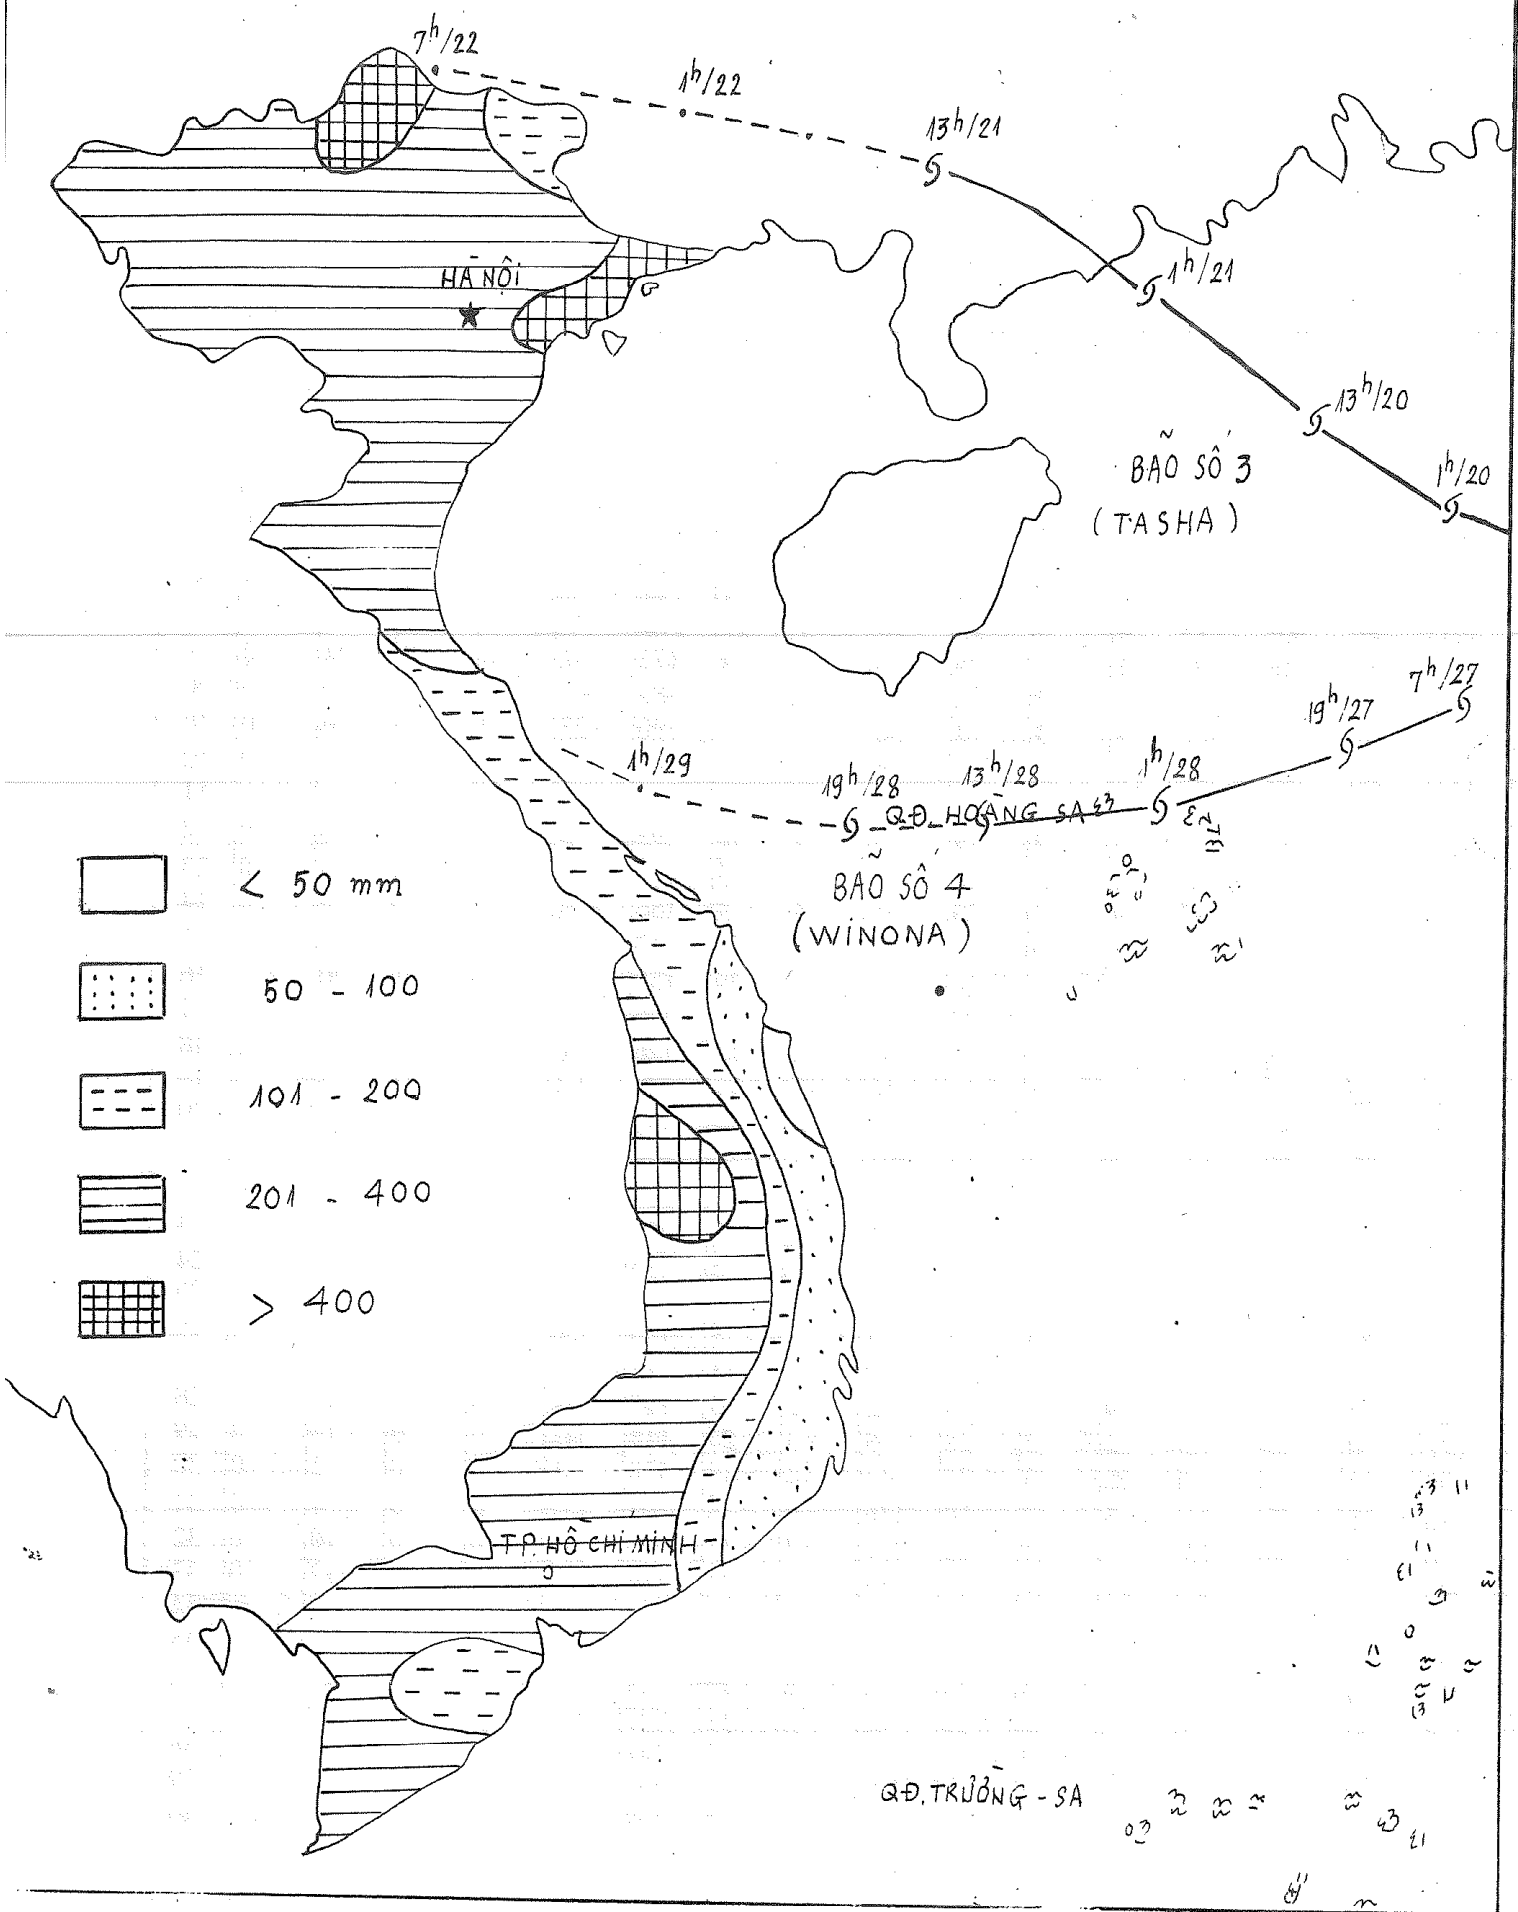 7h/22
1h/22
13h/21
1h/21
13h/20
1h/20
HÀ NỘI
BÃO SỐ 3
(TASHA)
7h/27
19h/27
1h/28
13h/28
19h/28
1h/29
QĐ. HOÀNG SA
BÃO SỐ 4
(WINONA)
< 50 mm
50 - 100
101 - 200
201 - 400
> 400
TP. HỒ CHÍ MINH
QĐ. TRƯỜNG - SA